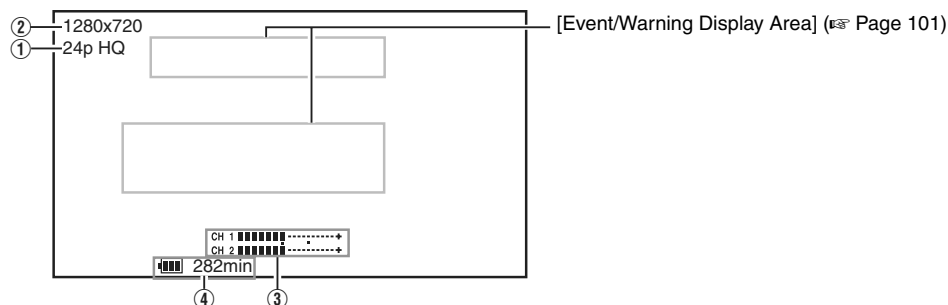 ② 1280x720
① 24p HQ
[Event/Warning Display Area] (☞ Page 101)
CH 1
CH 2
282min
④ ③